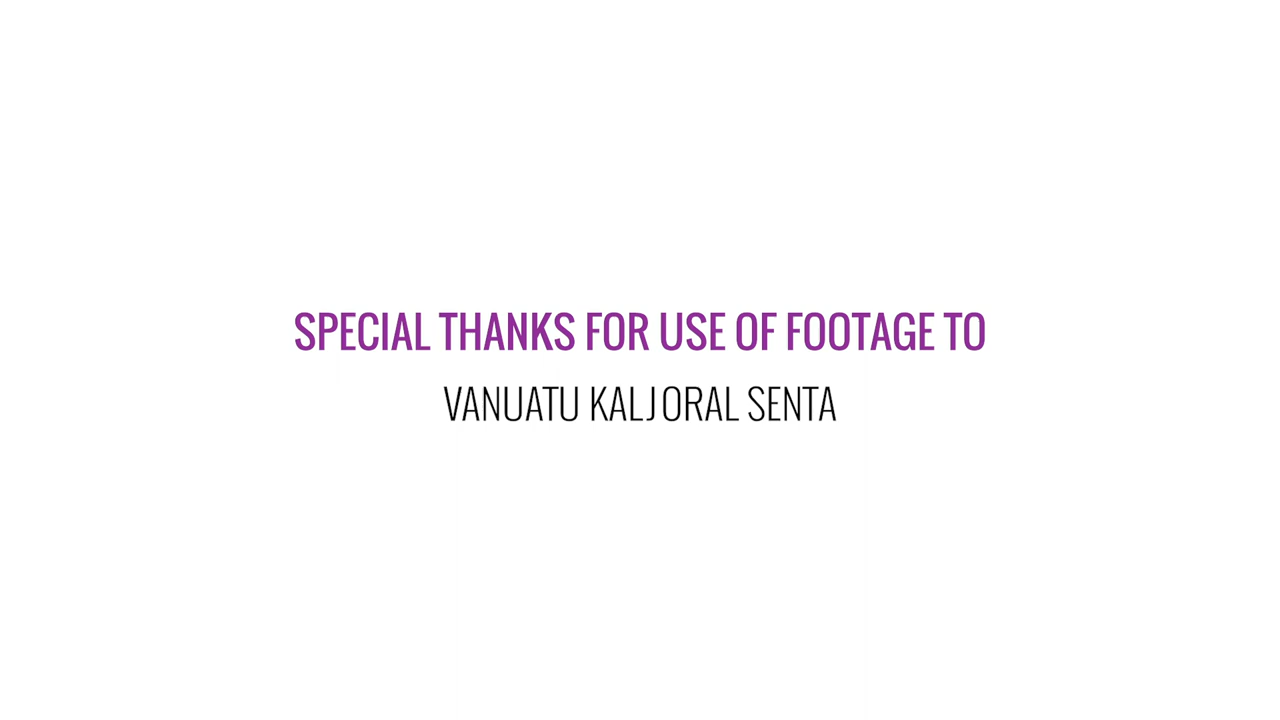 SPECIAL THANKS FOR USE OF FOOTAGE TO
VANUATU KALJORAL SENTA